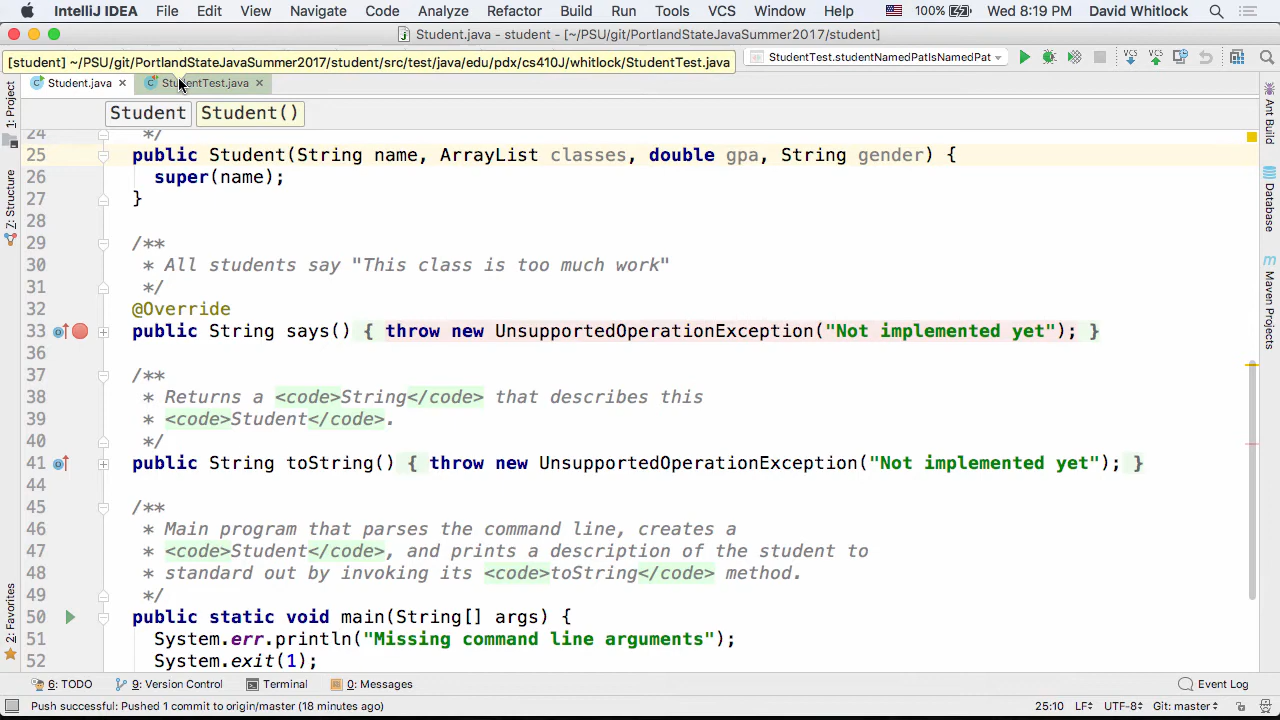 IntelliJ IDEA File Edit View Navigate Code Analyze Refactor Build Run Tools VCS Window Help 100% Wed 8:19 PM David Whitlock
Student.java - student - [~/PSU/git/PortlandStateJavaSummer2017/student]
[student] ~/PSU/git/PortlandStateJavaSummer2017/student/src/test/java/edu/pdx/cs410J/whitlock/StudentTest.java
StudentTest.studentNamedPatIsNamedPat
VCS VCS
Student.java StudentTest.java
Student Student()
24 */
25 public Student(String name, ArrayList classes, double gpa, String gender) {
26 super(name);
27 }
28
29 /**
30 * All students say "This class is too much work"
31 */
32 @Override
33 public String says() { throw new UnsupportedOperationException("Not implemented yet"); }
36
37 /**
38 * Returns a <code>String</code> that describes this
39 * <code>Student</code>.
40 */
41 public String toString() { throw new UnsupportedOperationException("Not implemented yet"); }
44
45 /**
46 * Main program that parses the command line, creates a
47 * <code>Student</code>, and prints a description of the student to
48 * standard out by invoking its <code>toString</code> method.
49 */
50 public static void main(String[] args) {
51 System.err.println("Missing command line arguments");
52 System.exit(1);
1: Project
Z: Structure
2: Favorites
Ant Build
Database
m
Maven Projects
6: TODO 9: Version Control Terminal 0: Messages Event Log
Push successful: Pushed 1 commit to origin/master (18 minutes ago) 25:10 LF÷ UTF-8÷ Git: master÷